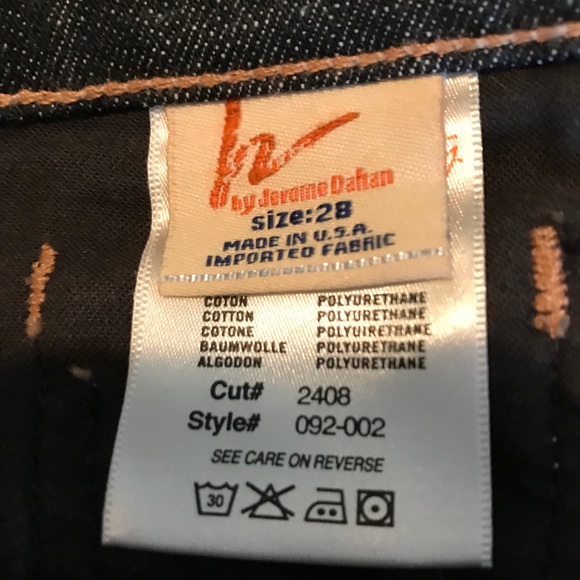 by Jerome Dahan
size:28
MADE IN U.S.A.
IMPORTED FABRIC
COTON POLYURETHANE
COTTON POLYURETHANE
COTONE POLYUIRETHANE
BAUMWOLLE POLYURETHANE
ALGODON POLYURETHANE
Cut# 2408
Style# 092-002
SEE CARE ON REVERSE
30